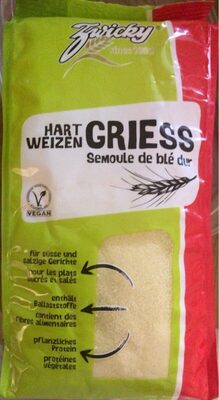 Zwicky
since
HART
WEIZEN GRIESS
Semoule de blé dur
VEGAN
für süsse und
salzige Gerichte
pour les plats
sucrés et salés
enthält
Ballaststoffe
contient des
fibres alimentaires
pflanzliches
Protein
protéines
végétales